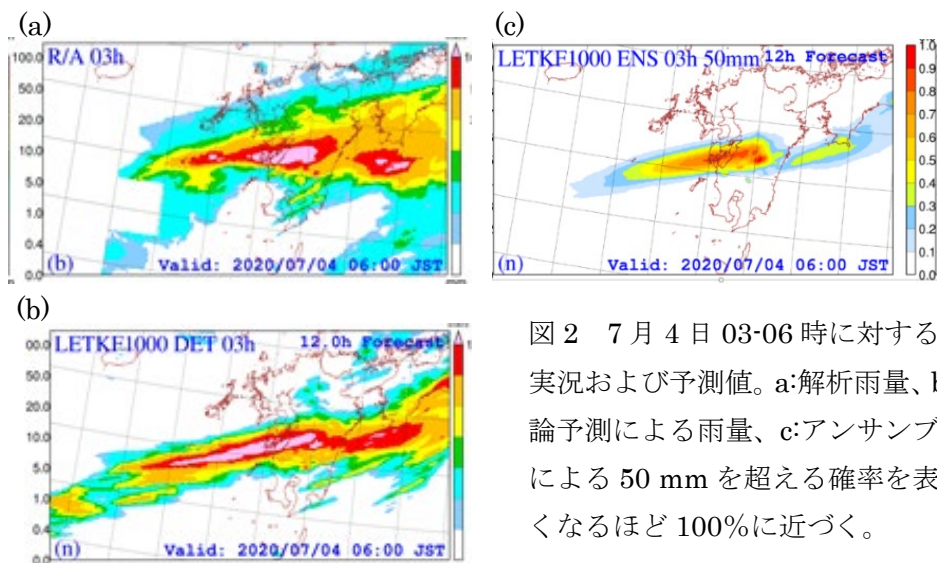 (a)
R/A 03h
100.0
50.0
20.0
10.0
5.0
1.0
0.4
0.0
(b)
Valid: 2020/07/04 06:00 JST
(c)
LETKF1000 ENS 03h 50mm 12h Forecast
1.0
0.9
0.8
0.7
0.6
0.5
0.4
0.3
0.2
0.1
0.0
(n)
Valid: 2020/07/04 06:00 JST
(b)
LETKF1000 DET 03h 12.0h Forecast
00.0
50.0
20.0
10.0
5.0
1.0
0.4
0.0
(n)
Valid: 2020/07/04 06:00 JST
図 2 7 月 4 日 03-06 時に対する
実況および予測値。a:解析雨量、b
論予測による雨量、c:アンサンブ
による 50 mm を超える確率を表
くなるほど 100%に近づく。